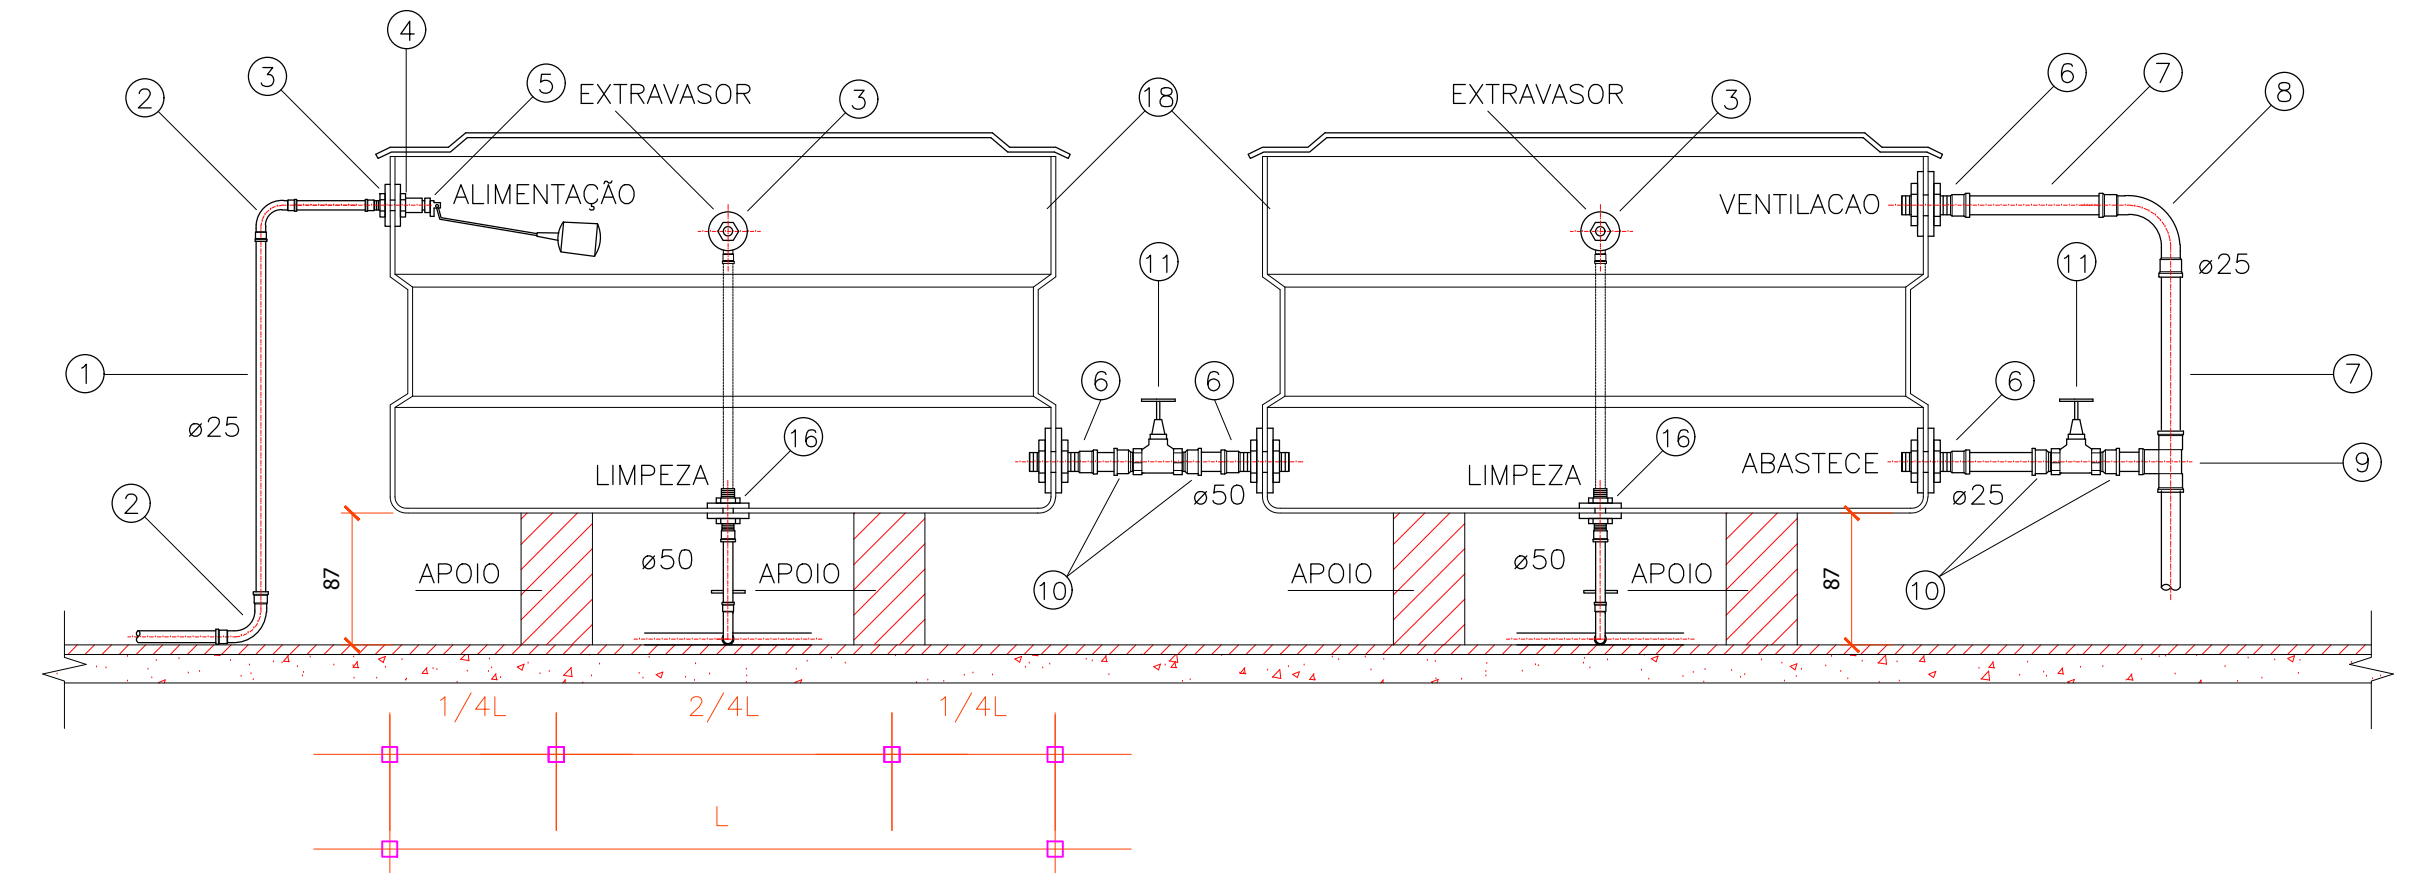 4
3
5
EXTRAVASOR
3
18
EXTRAVASOR
3
6
7
8
2
ALIMENTAÇÃO
VENTILACAO
11
11
ø25
1
6
6
6
7
ø25
16
16
LIMPEZA
LIMPEZA
ABASTECE
9
ø50
ø25
2
ø50
ø50
87
APOIO
APOIO
10
APOIO
APOIO
87
10
1/4L
2/4L
1/4L
L